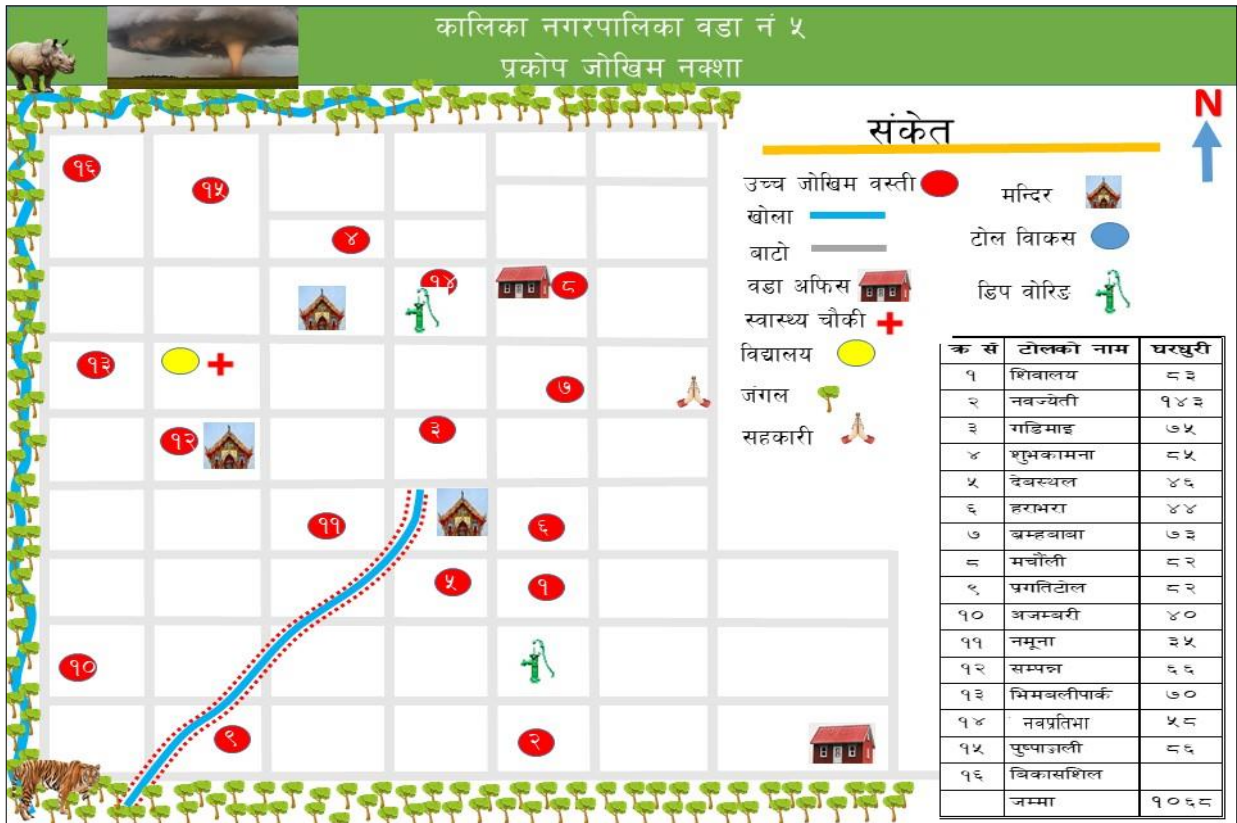 कालिका नगरपालिका वडा नं ५
प्रकोप जोखिम नक्शा
N
संकेत
उच्च जोखिम वस्ती
खोला
बाटो
वडा अफिस
स्वास्थ्य चौकी
विद्यालय
जंगल
सहकारी
मन्दिर
टोल विाकस
डिप वोरिङ
१६
१५
४
१४
८
१३
७
३
१२
११
६
५
१
१०
९
२
क्र सं टोलको नाम घरधुरी
१ शिवालय ८३
२ नवज्येती १४३
३ गडिमाइ ७५
४ शुभकामना ८५
५ देबस्थल ४६
६ हराभरा ४४
७ ब्रम्हबाबा ७३
८ मचौंली ८२
९ प्रगतिटोल ८२
१० अजम्बरी ४०
११ नमूना ३५
१२ सम्पन्न ६६
१३ भिमबलीपार्क ७०
१४ नवप्रतिभा ५८
१५ पुष्पाञ्जली ८६
१६ बिकासशिल
जम्मा १०६८